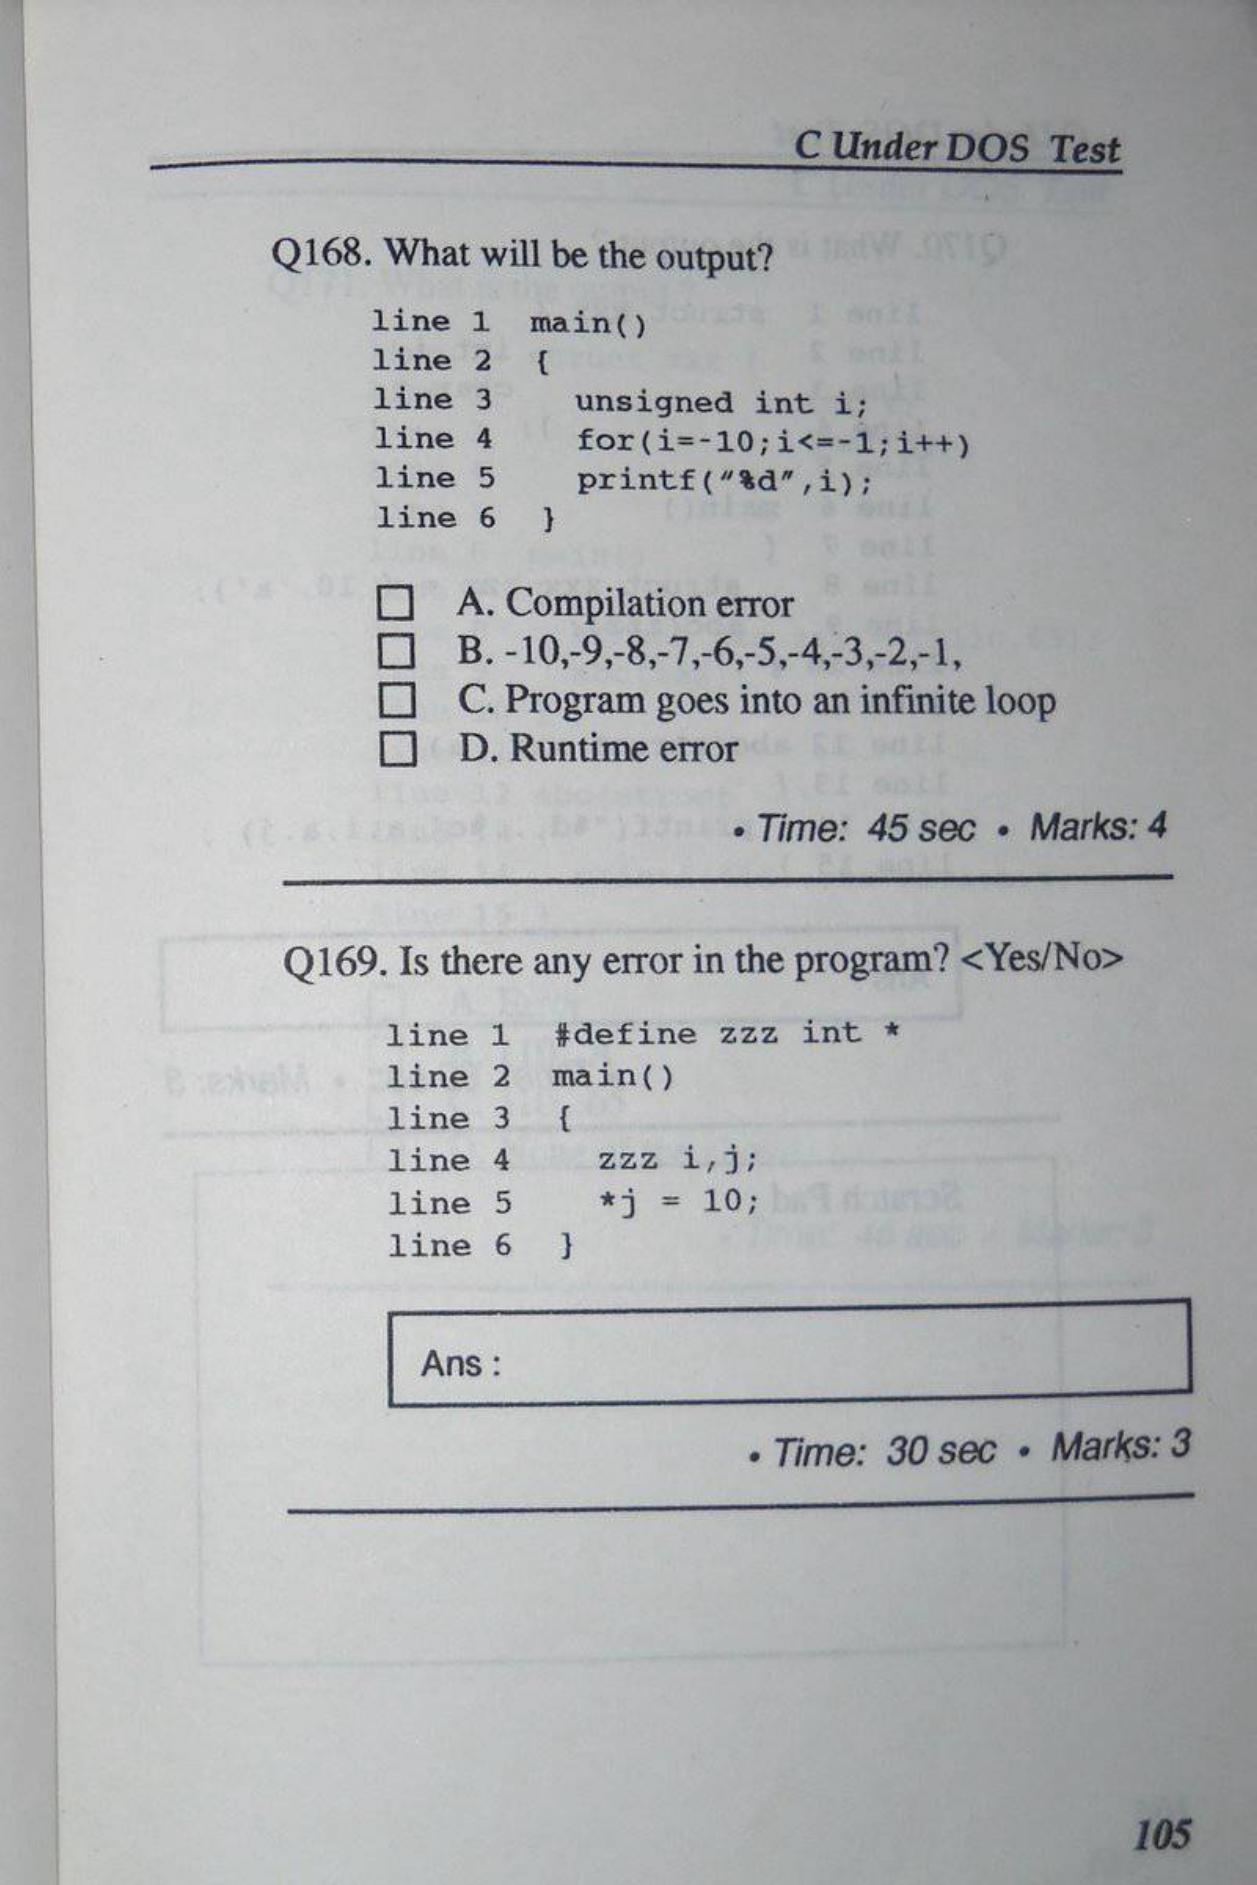 C Under DOS Test
Q168. What will be the output?
line 1 main()
line 2 {
line 3 unsigned int i;
line 4 for(i=-10;i<=-1;i++)
line 5 printf("%d",i);
line 6 }
A. Compilation error
B. -10,-9,-8,-7,-6,-5,-4,-3,-2,-1,
C. Program goes into an infinite loop
D. Runtime error
• Time: 45 sec • Marks: 4
Q169. Is there any error in the program? <Yes/No>
line 1 #define zzz int *
line 2 main()
line 3 {
line 4 zzz i,j;
line 5 *j = 10;
line 6 }
Ans :
• Time: 30 sec • Marks: 3
105